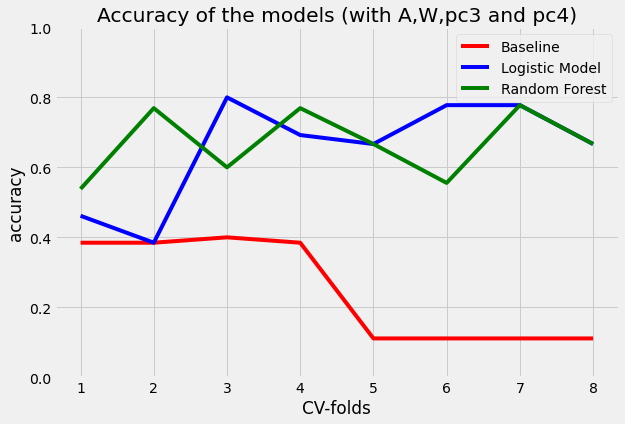 Accuracy of the models (with A,W,pc3 and pc4)
Baseline
Logistic Model
Random Forest
accuracy
1.0
0.8
0.6
0.4
0.2
0.0
1 2 3 4 5 6 7 8
CV-folds